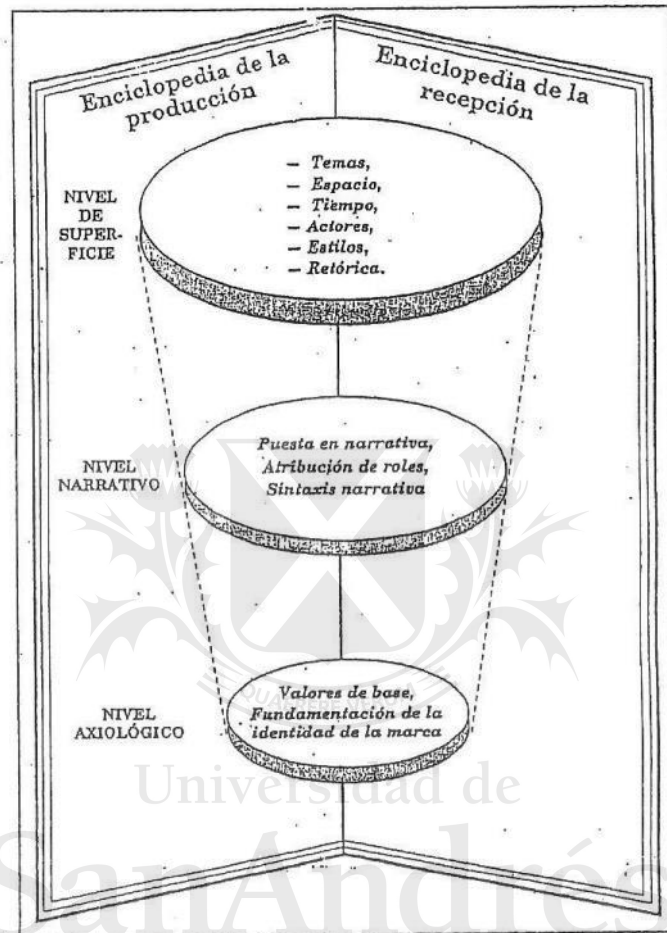 Enciclopedia de la
producción
Enciclopedia de la
recepción
NIVEL
DE
SUPER-
FICIE
— Temas,
— Espacio,
— Tiempo,
— Actores,
— Estilos,
— Retórica.
NIVEL
NARRATIVO
Puesta en narrativa,
Atribución de roles,
Sintaxis narrativa
NIVEL
AXIOLÓGICO
Valores de base,
Fundamentación de la
identidad de la marca
QUAERERE VERUM
Universidad de
SanAndrés